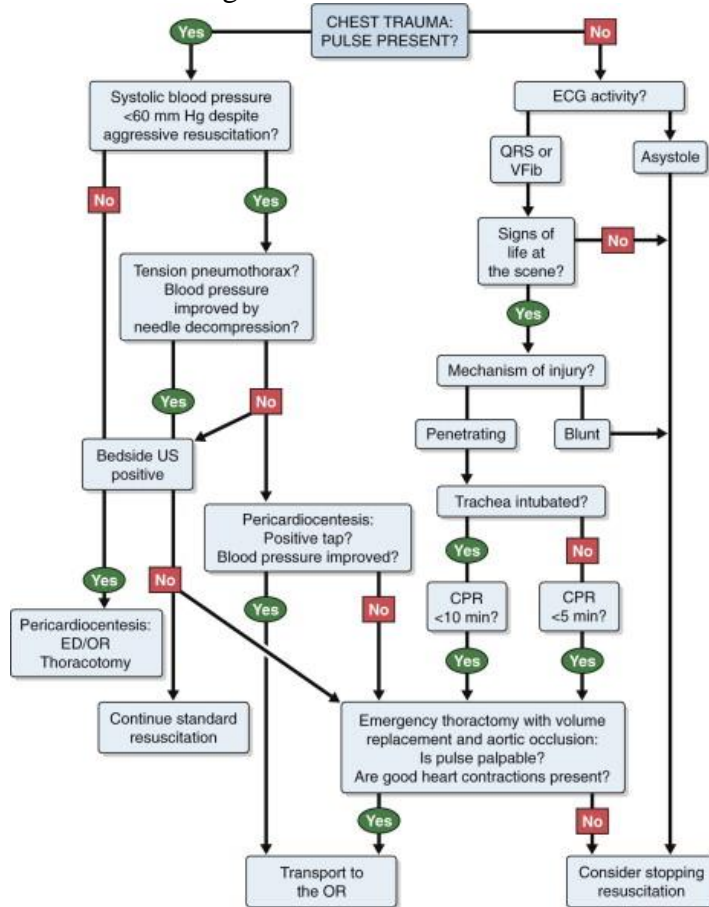 CHEST TRAUMA:
PULSE PRESENT?
Yes
No
Systolic blood pressure
<60 mm Hg despite
aggressive resuscitation?
ECG activity?
QRS or
VFib
Asystole
No
Yes
Signs of
life at
the scene?
No
Tension pneumothorax?
Blood pressure
improved by
needle decompression?
Yes
Mechanism of injury?
Yes
No
Penetrating
Blunt
Bedside US
positive
Trachea intubated?
Pericardiocentesis:
Positive tap?
Blood pressure improved?
Yes
No
Yes
No
Yes
No
CPR
<10 min?
CPR
<5 min?
Pericardiocentesis:
ED/OR
Thoracotomy
Yes
Yes
Continue standard
resuscitation
Emergency thoractomy with volume
replacement and aortic occlusion:
Is pulse palpable?
Are good heart contractions present?
Yes
No
Transport to
the OR
Consider stopping
resuscitation